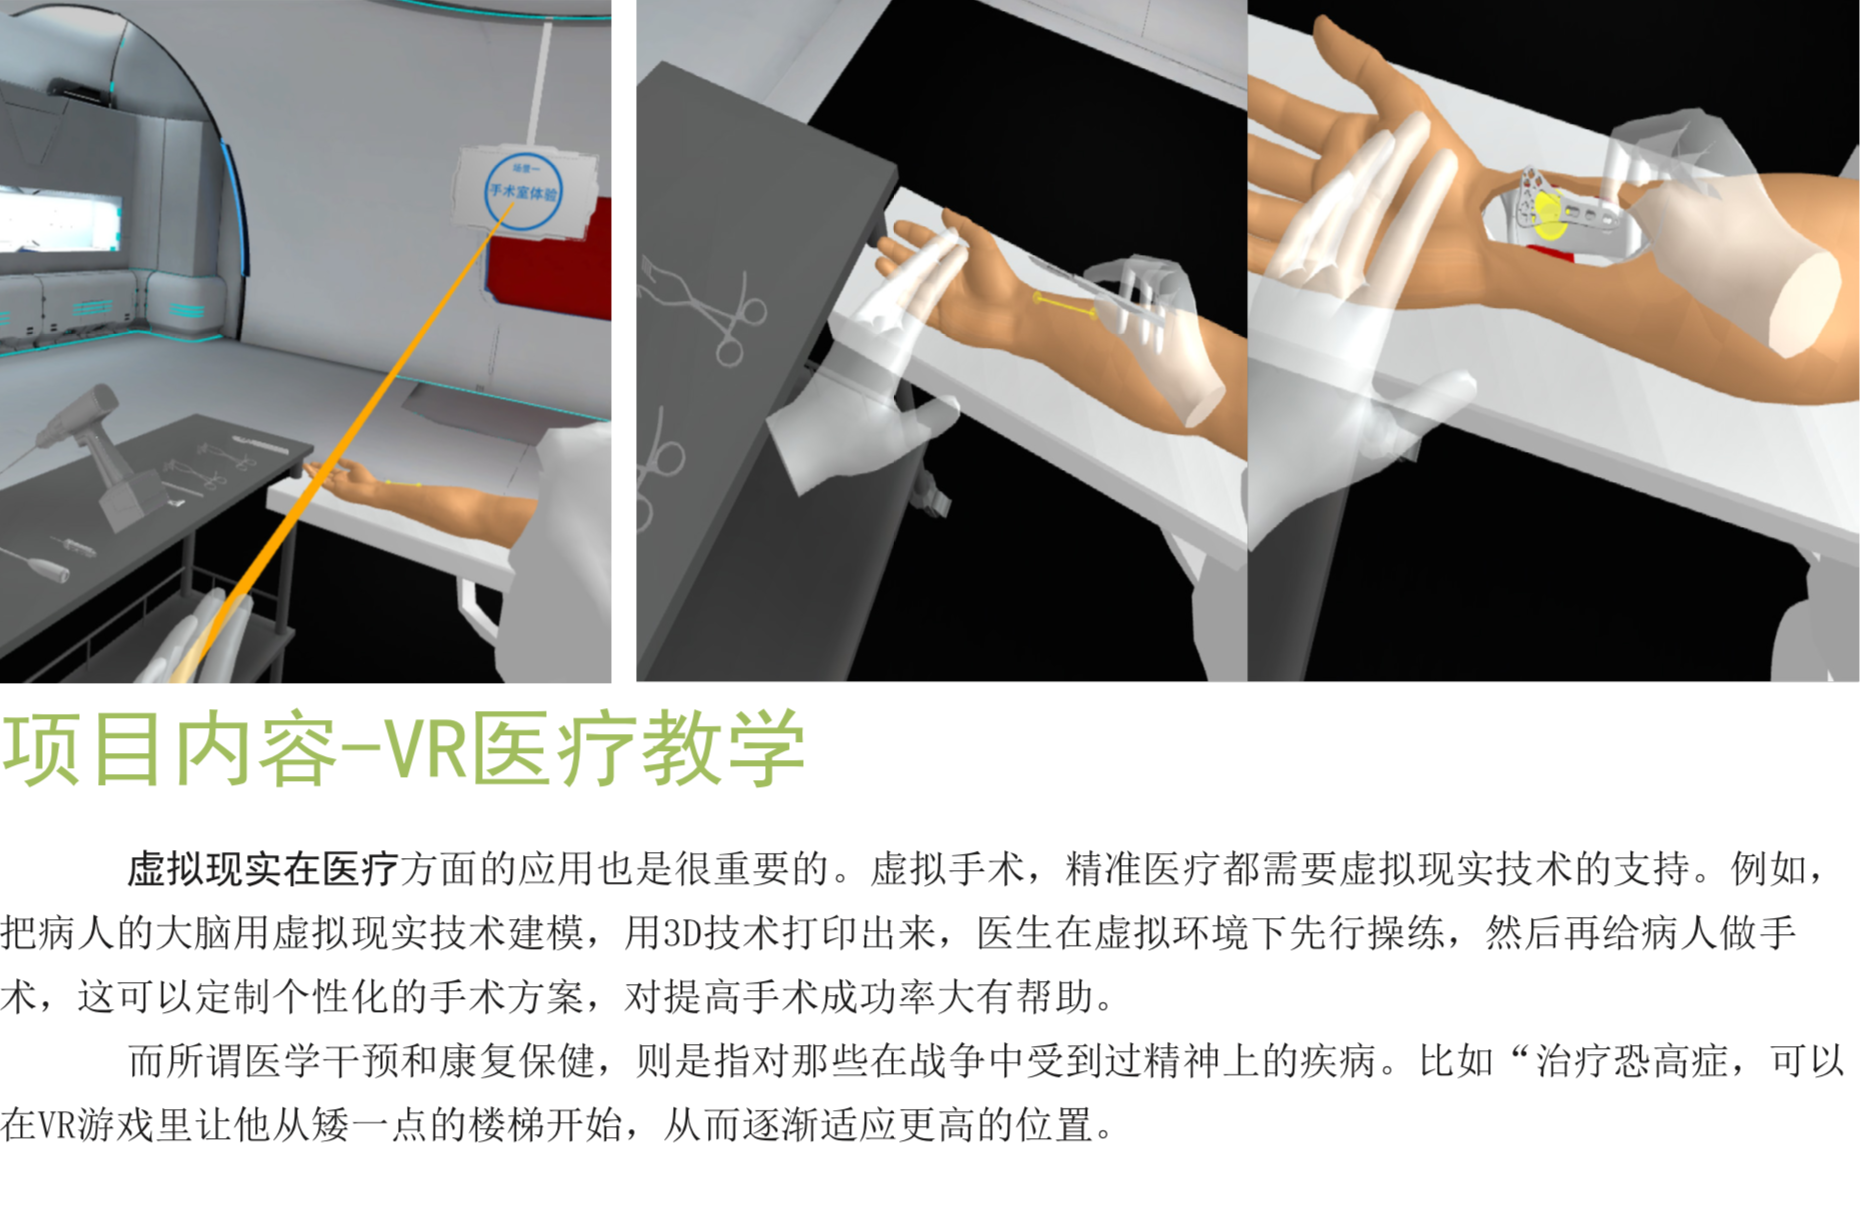 场景一
手术室体验
项目内容-VR医疗教学
虚拟现实在医疗方面的应用也是很重要的。虚拟手术，精准医疗都需要虚拟现实技术的支持。例如，
把病人的大脑用虚拟现实技术建模，用3D技术打印出来，医生在虚拟环境下先行操练，然后再给病人做手
术，这可以定制个性化的手术方案，对提高手术成功率大有帮助。
而所谓医学干预和康复保健，则是指对那些在战争中受到过精神上的疾病。比如“治疗恐高症，可以
在VR游戏里让他从矮一点的楼梯开始，从而逐渐适应更高的位置。